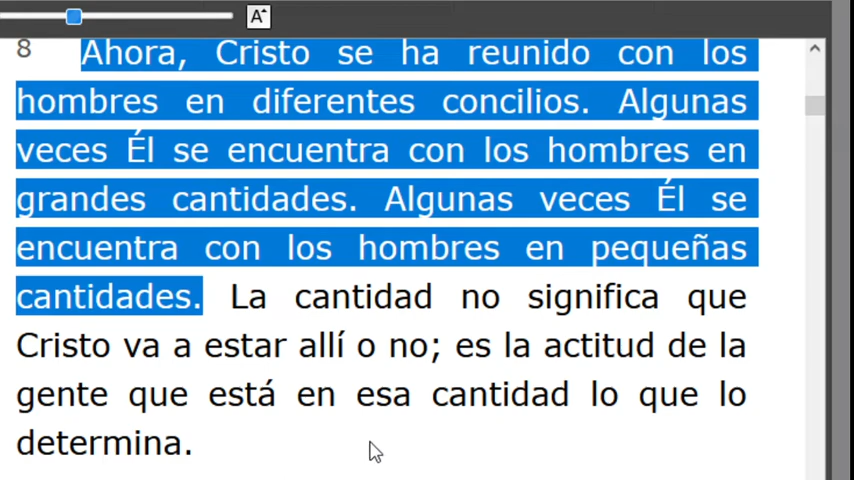 A
8 Ahora, Cristo se ha reunido con los
hombres en diferentes concilios. Algunas
veces Él se encuentra con los hombres en
grandes cantidades. Algunas veces Él se
encuentra con los hombres en pequeñas
cantidades. La cantidad no significa que
Cristo va a estar allí o no; es la actitud de la
gente que está en esa cantidad lo que lo
determina.